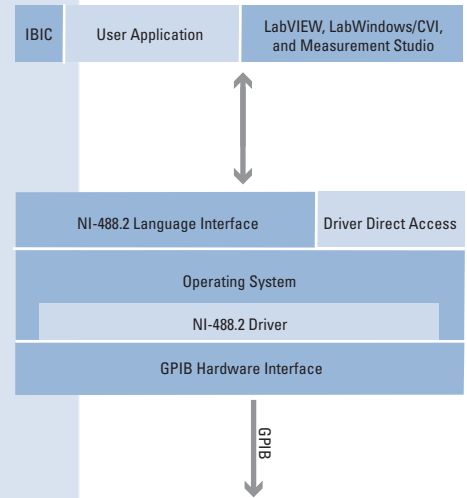 IBIC
User Application
LabVIEW, LabWindows/CVI,
and Measurement Studio
NI-488.2 Language Interface
Driver Direct Access
Operating System
NI-488.2 Driver
GPIB Hardware Interface
GPIB